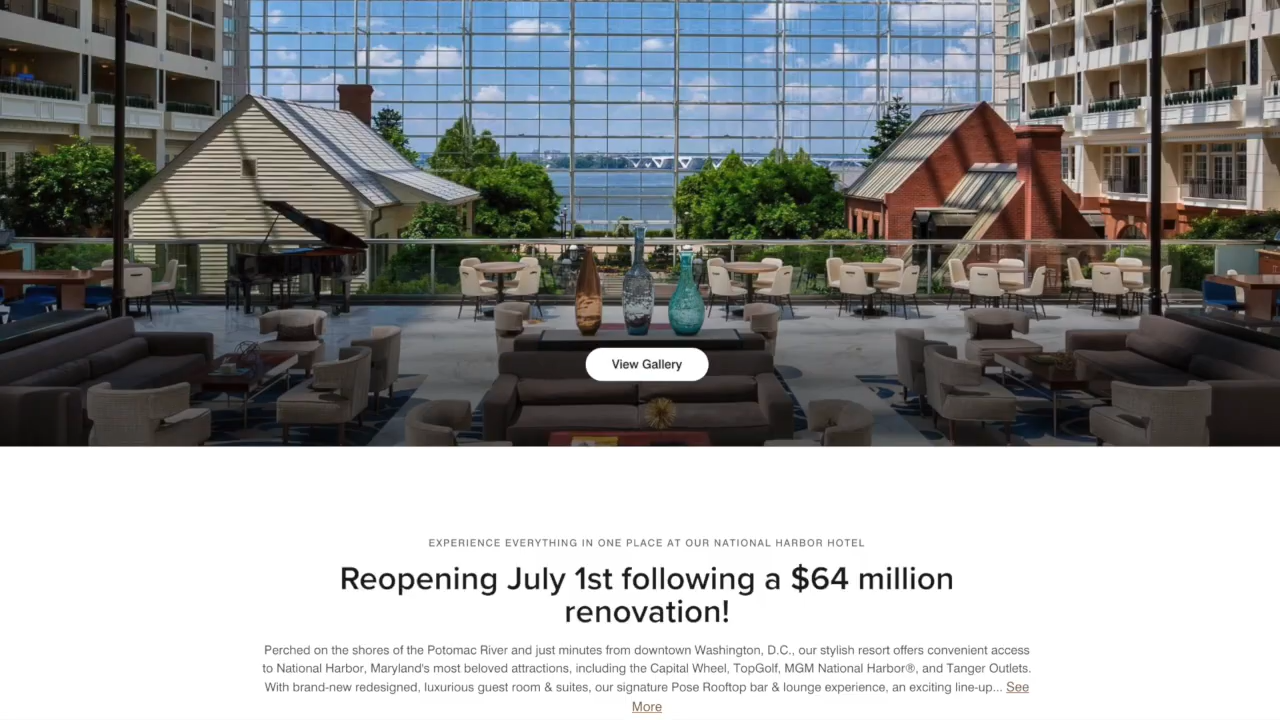 View Gallery
EXPERIENCE EVERYTHING IN ONE PLACE AT OUR NATIONAL HARBOR HOTEL
Reopening July 1st following a $64 million
renovation!
Perched on the shores of the Potomac River and just minutes from downtown Washington, D.C., our stylish resort offers convenient access
to National Harbor, Maryland's most beloved attractions, including the Capital Wheel, TopGolf, MGM National Harbor®, and Tanger Outlets.
With brand-new redesigned, luxurious guest room & suites, our signature Pose Rooftop bar & lounge experience, an exciting line-up... See
More